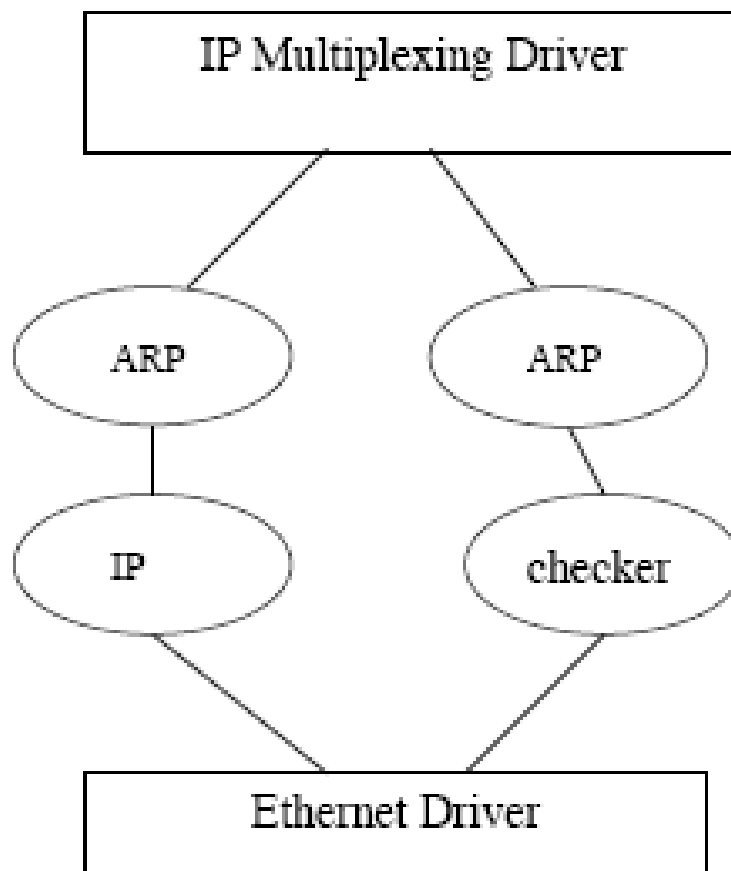 IP Multiplexing Driver
ARP
ARP
IP
checker
Ethernet Driver